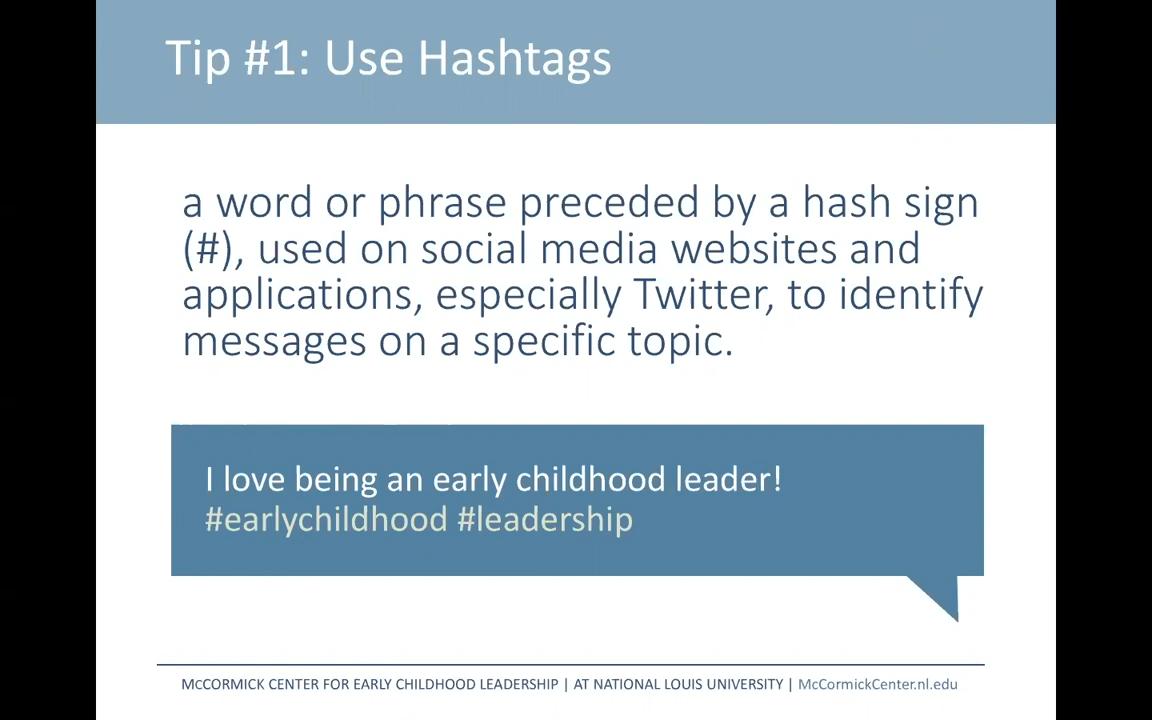 Tip #1: Use Hashtags
a word or phrase preceded by a hash sign
(#), used on social media websites and
applications, especially Twitter, to identify
messages on a specific topic.
I love being an early childhood leader!
#earlychildhood #leadership
McCORMICK CENTER FOR EARLY CHILDHOOD LEADERSHIP | AT NATIONAL LOUIS UNIVERSITY | McCormickCenter.nl.edu